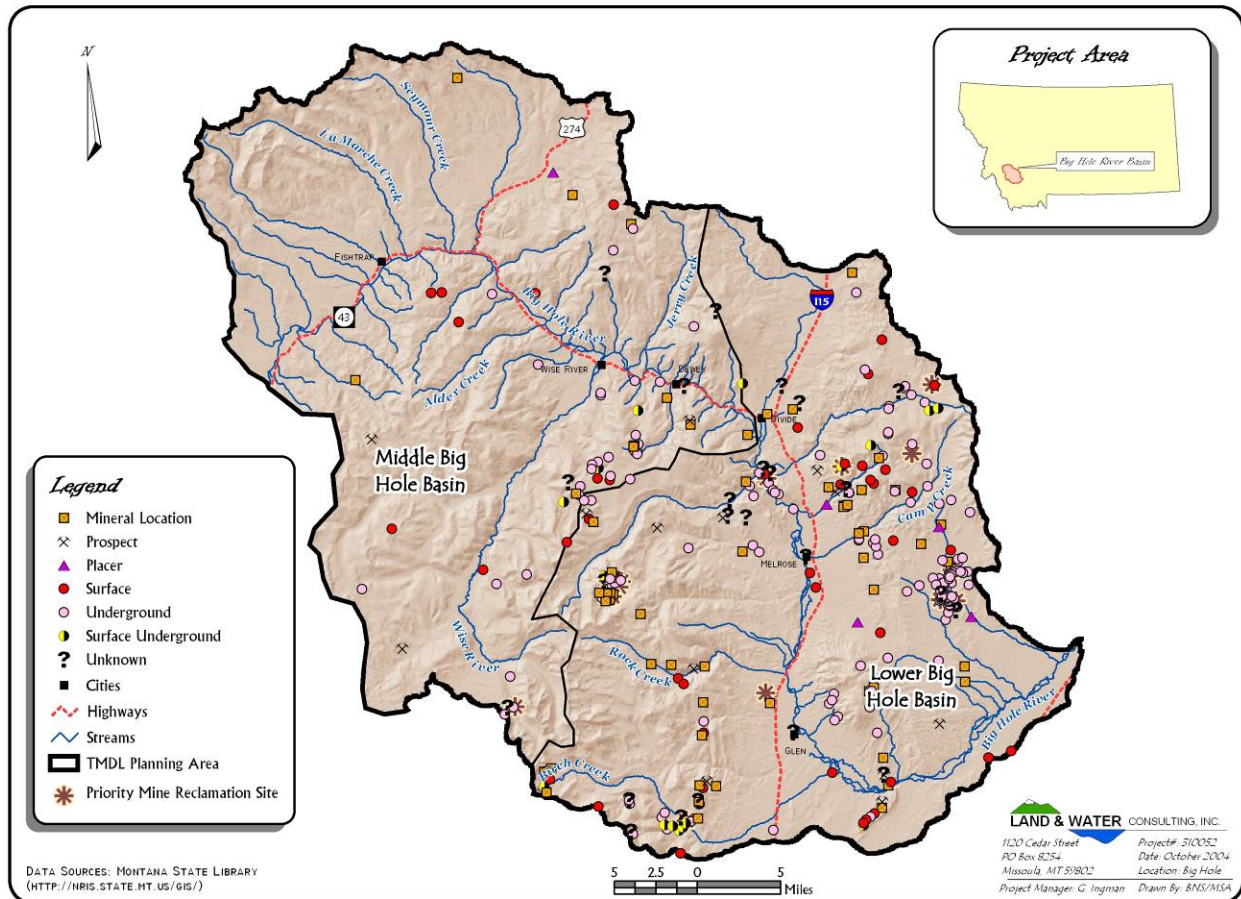 N
Project Area
Big Hole River Basin
274
Seymour Creek
La Marche Creek
FISHTRAP
43
Big Hole River
Jerry Creek
I15
WISE RIVER
DEWEY
Alder Creek
DIVIDE
Middle Big
Hole Basin
Camp Creek
MELROSE
Wise River
Rock Creek
Lower Big
Hole Basin
Big Hole River
GLEN
Birch Creek
Legend
Mineral Location
Prospect
Placer
Surface
Underground
Surface Underground
? Unknown
Cities
Highways
Streams
TMDL Planning Area
Priority Mine Reclamation Site
DATA SOURCES: MONTANA STATE LIBRARY
(HTTP://NRIS.STATE.MT.US/GIS/)
5 2.5 0 5
Miles
LAND & WATER CONSULTING, INC.
1120 Cedar Street Project#: 310052
PO Box 8254 Date: October 2004
Missoula, MT 59802 Location: Big Hole
Project Manager: G. Ingman Drawn By: BNS/MSA